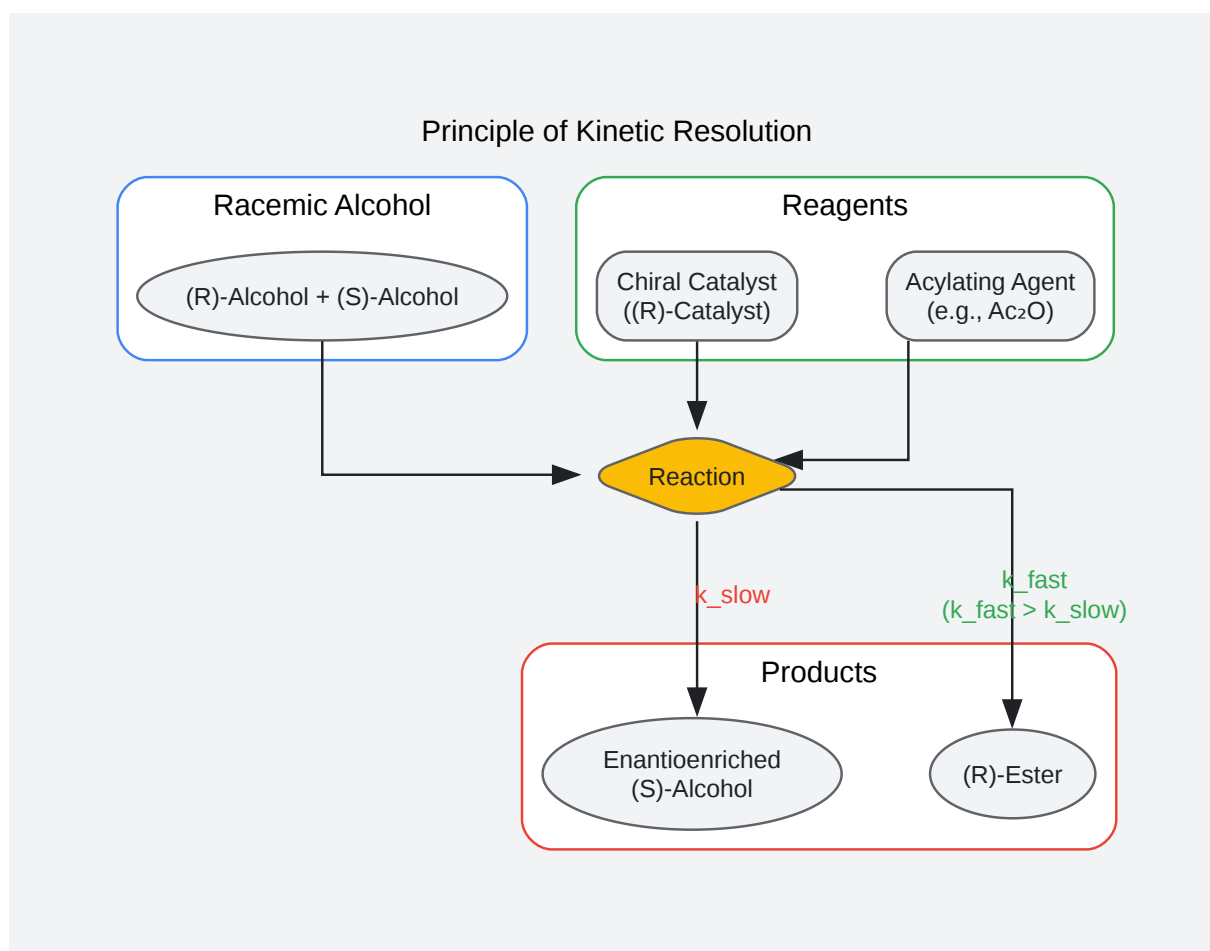 Principle of Kinetic Resolution
Racemic Alcohol
(R)-Alcohol + (S)-Alcohol
Reagents
Chiral Catalyst
((R)-Catalyst)
Acylating Agent
(e.g., Ac₂O)
Reaction
k_slow
k_fast
(k_fast > k_slow)
Products
Enantioenriched
(S)-Alcohol
(R)-Ester